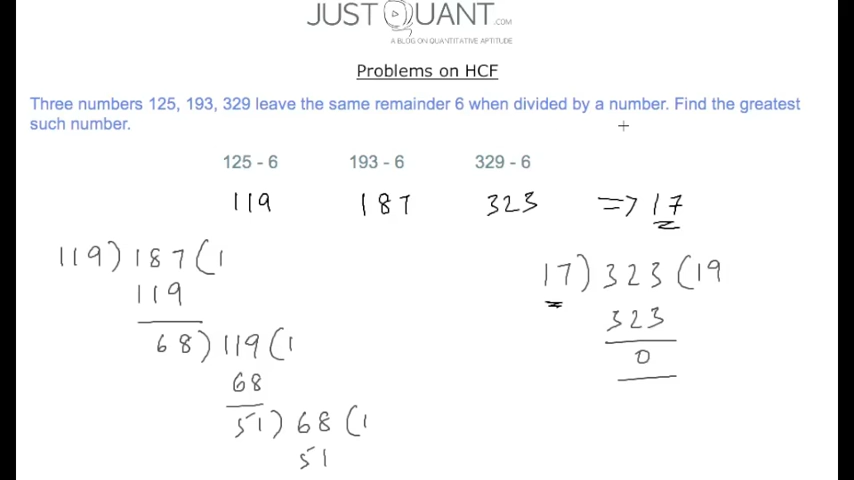 JUST QUANT.COM
A BLOG ON QUANTITATIVE APTITUDE
Problems on HCF
Three numbers 125, 193, 329 leave the same remainder 6 when divided by a number. Find the greatest
such number.
125 - 6 193 - 6 329 - 6
119 187 323 => 17
119) 187 (1
119
68) 119 (1
68
51) 68 (1
51
17) 323 (19
323
0